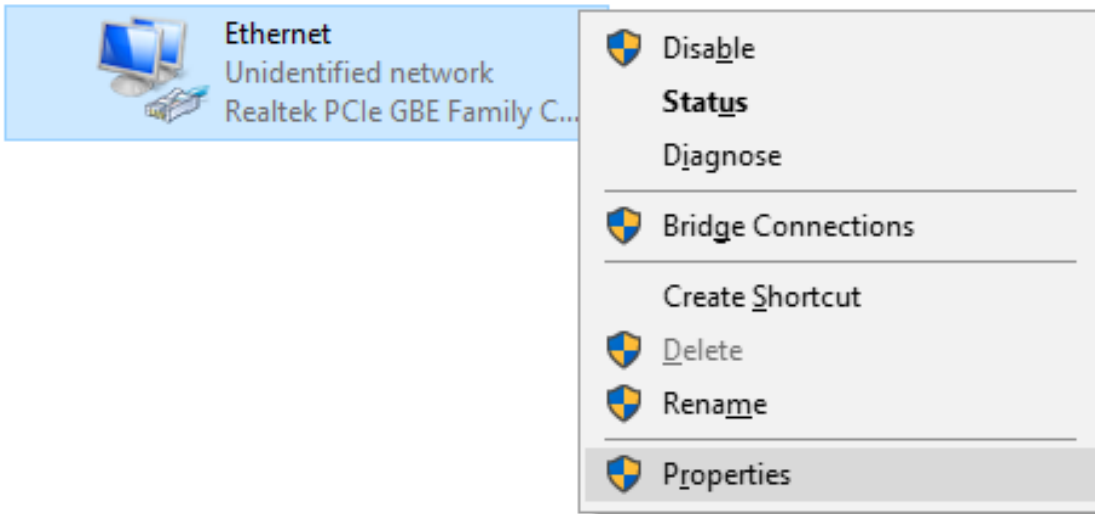 Ethernet
Unidentified network
Realtek PCIe GBE Family C...
Disable
Status
Diagnose
Bridge Connections
Create Shortcut
Delete
Rename
Properties